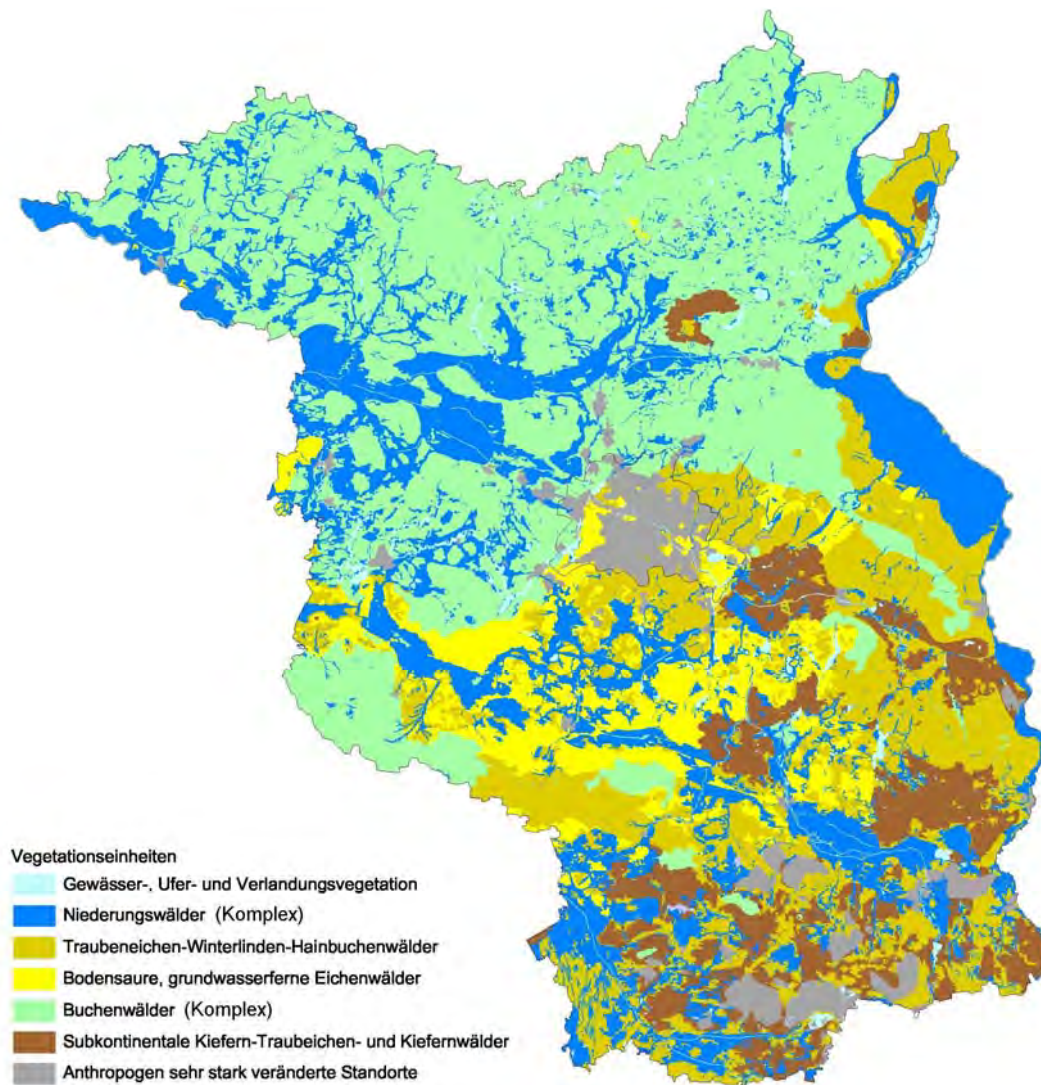 Vegetationseinheiten
Gewässer-, Ufer- und Verlandungsvegetation
Niederungswälder (Komplex)
Traubeneichen-Winterlinden-Hainbuchenwälder
Bodensaure, grundwasserferne Eichenwälder
Buchenwälder (Komplex)
Subkontinentale Kiefern-Traubeichen- und Kiefernwälder
Anthropogen sehr stark veränderte Standorte